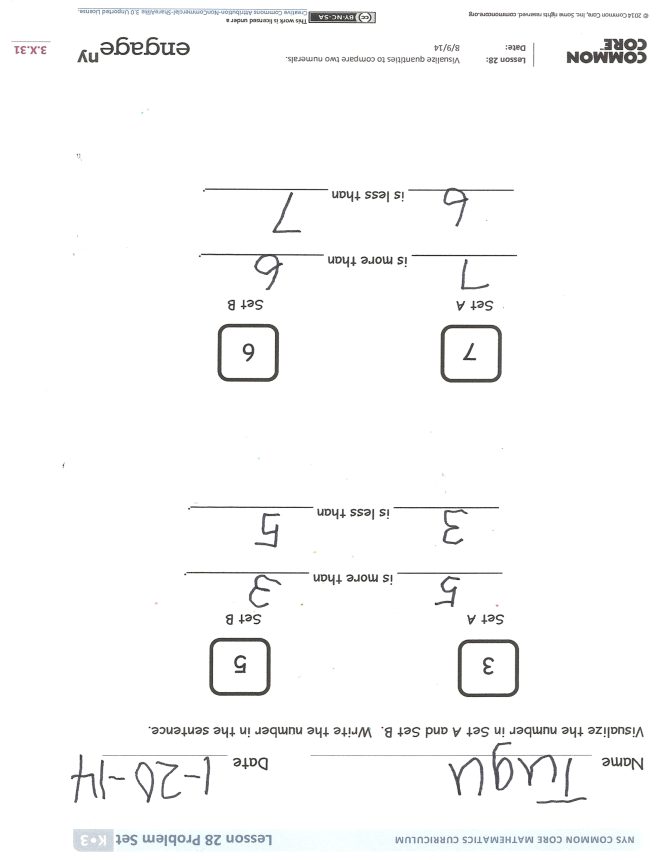 NYS COMMON CORE MATHEMATICS CURRICULUM Lesson 28 Problem Set K•3
Name Date 1-20-14
Visualize the number in Set A and Set B. Write the number in the sentence.
3 5
Set A Set B
5 is more than 3.
3 is less than 5.
7 6
Set A Set B
7 is more than 6.
6 is less than 7.
COMMON CORE
Lesson 28: Visualize quantities to compare two numerals.
Date: 8/9/14
engage ny
3.X.31
© 2014 Common Core, Inc. Some rights reserved. commoncore.org
CC BY-NC-SA
This work is licensed under a
Creative Commons Attribution-NonCommercial-ShareAlike 3.0 Unported License.